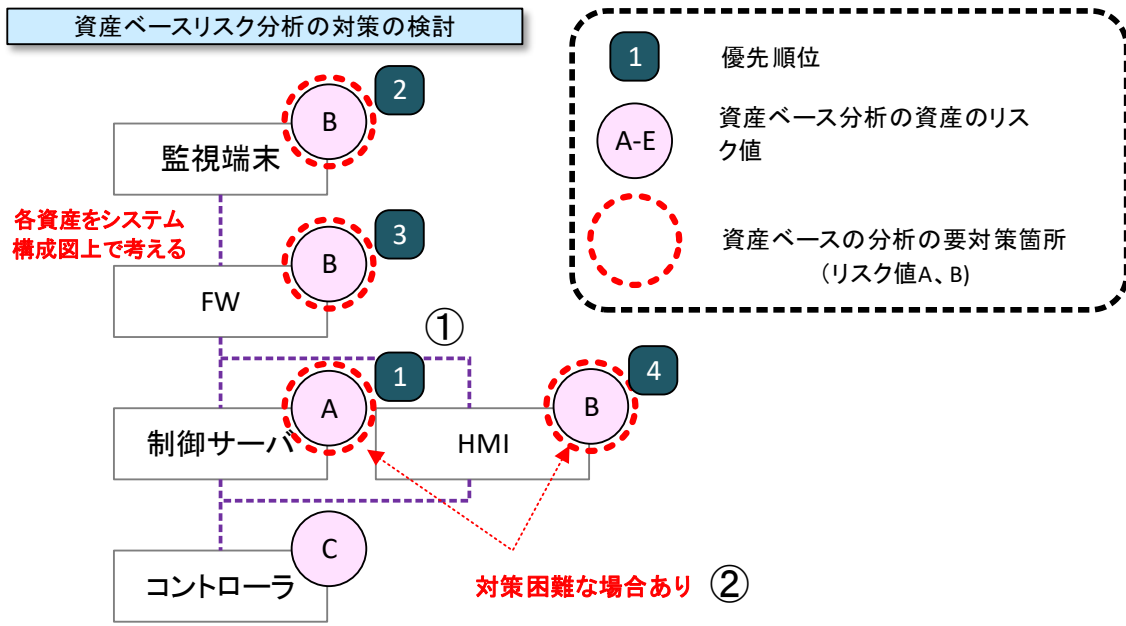 資産ベースリスク分析の対策の検討
1
優先順位
A-E
資産ベース分析の資産のリス
ク値
資産ベースの分析の要対策箇所
（リスク値A、B)
2
B
監視端末
各資産をシステム
構成図上で考える
3
B
FW
①
1
A
制御サーバ
4
B
HMI
C
コントローラ
対策困難な場合あり ②